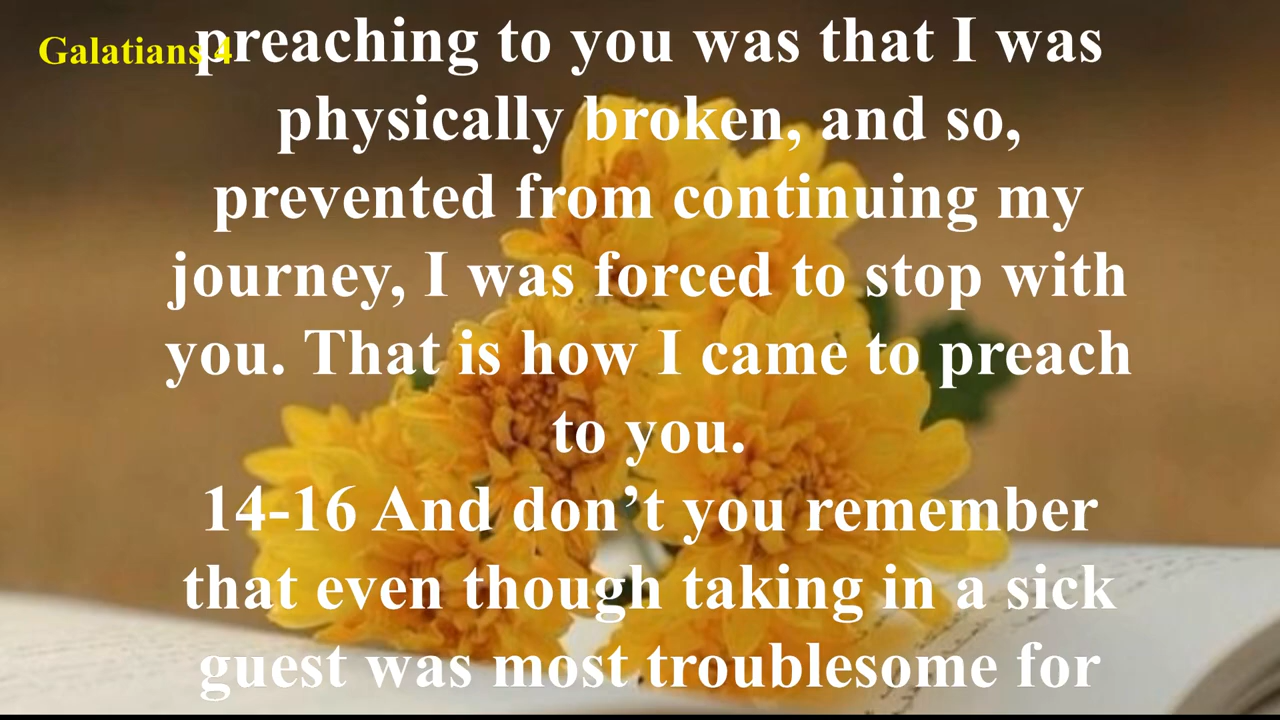 Galatians 4
preaching to you was that I was
physically broken, and so,
prevented from continuing my
journey, I was forced to stop with
you. That is how I came to preach
to you.
14-16 And don’t you remember
that even though taking in a sick
guest was most troublesome for